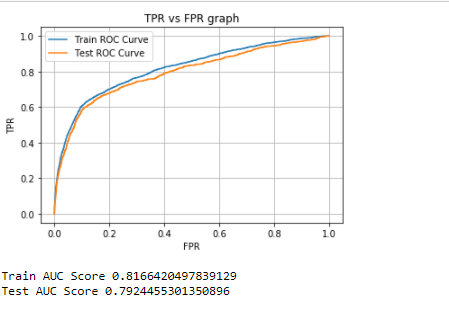 TPR vs FPR graph
Train ROC Curve
Test ROC Curve
1.0
0.8
0.6
0.4
0.2
0.0
TPR
0.0 0.2 0.4 0.6 0.8 1.0
FPR
Train AUC Score 0.8166420497839129
Test AUC Score 0.7924455301350896